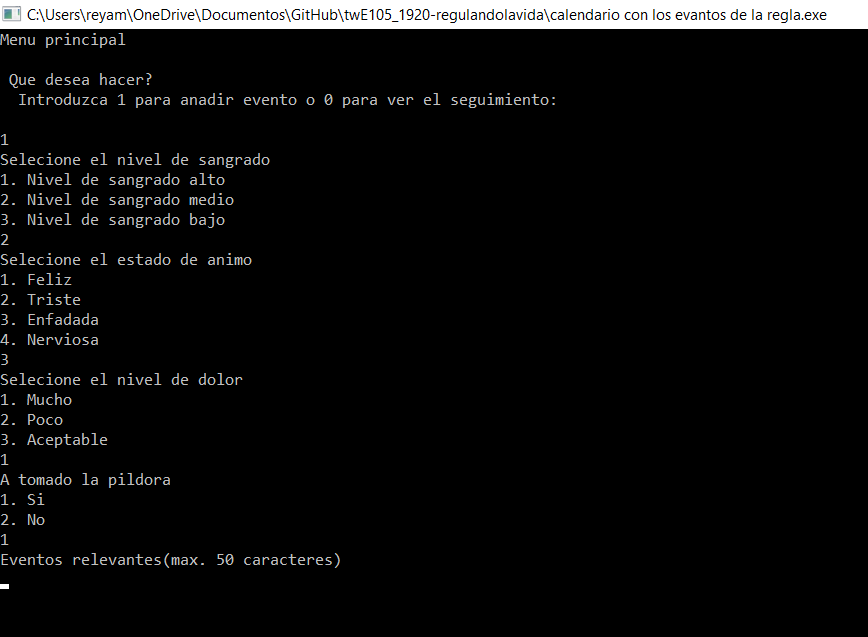 C:\Users\reyam\OneDrive\Documentos\GitHub\twE105_1920-regulandolavida\calendario con los evantos de la regla.exe
Menu principal
Que desea hacer?
Introduzca 1 para anadir evento o 0 para ver el seguimiento:
1
Selecione el nivel de sangrado
1. Nivel de sangrado alto
2. Nivel de sangrado medio
3. Nivel de sangrado bajo
2
Selecione el estado de animo
1. Feliz
2. Triste
3. Enfadada
4. Nerviosa
3
Selecione el nivel de dolor
1. Mucho
2. Poco
3. Aceptable
1
A tomado la pildora
1. Si
2. No
1
Eventos relevantes(max. 50 caracteres)